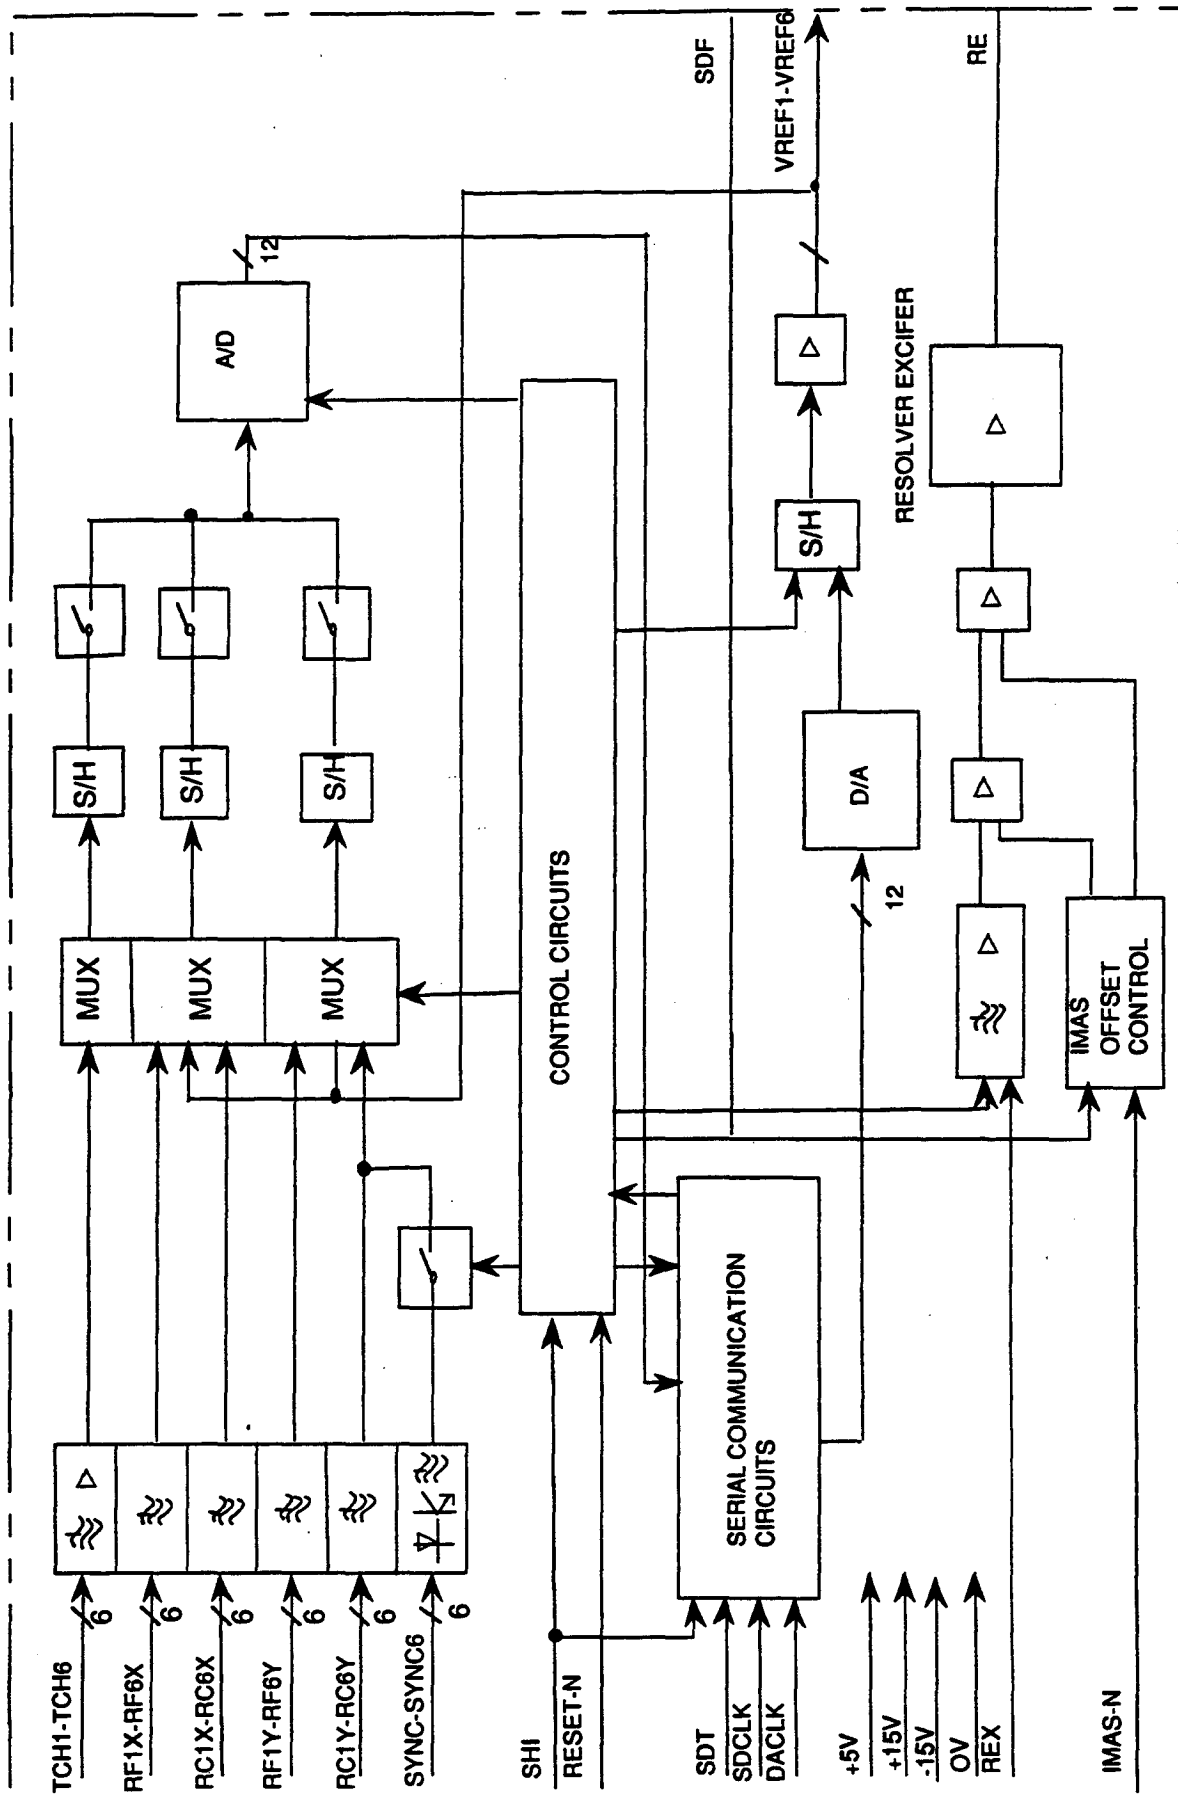 TCH1-TCH6
6
RF1X-RF6X
6
RC1X-RC6X
6
RF1Y-RF6Y
6
RC1Y-RC6Y
6
SYNC-SYNC6
6
MUX
MUX
MUX
S/H
S/H
S/H
A/D
12
SHI
RESET-N
CONTROL CIRCUITS
SDT
SDCLK
DACLK
SERIAL COMMUNICATION
CIRCUITS
12
D/A
S/H
VREF1-VREF6
SDF
+5V
+15V
-15V
OV
REX
RESOLVER EXCIFER
RE
IMAS-N
IMAS
OFFSET
CONTROL